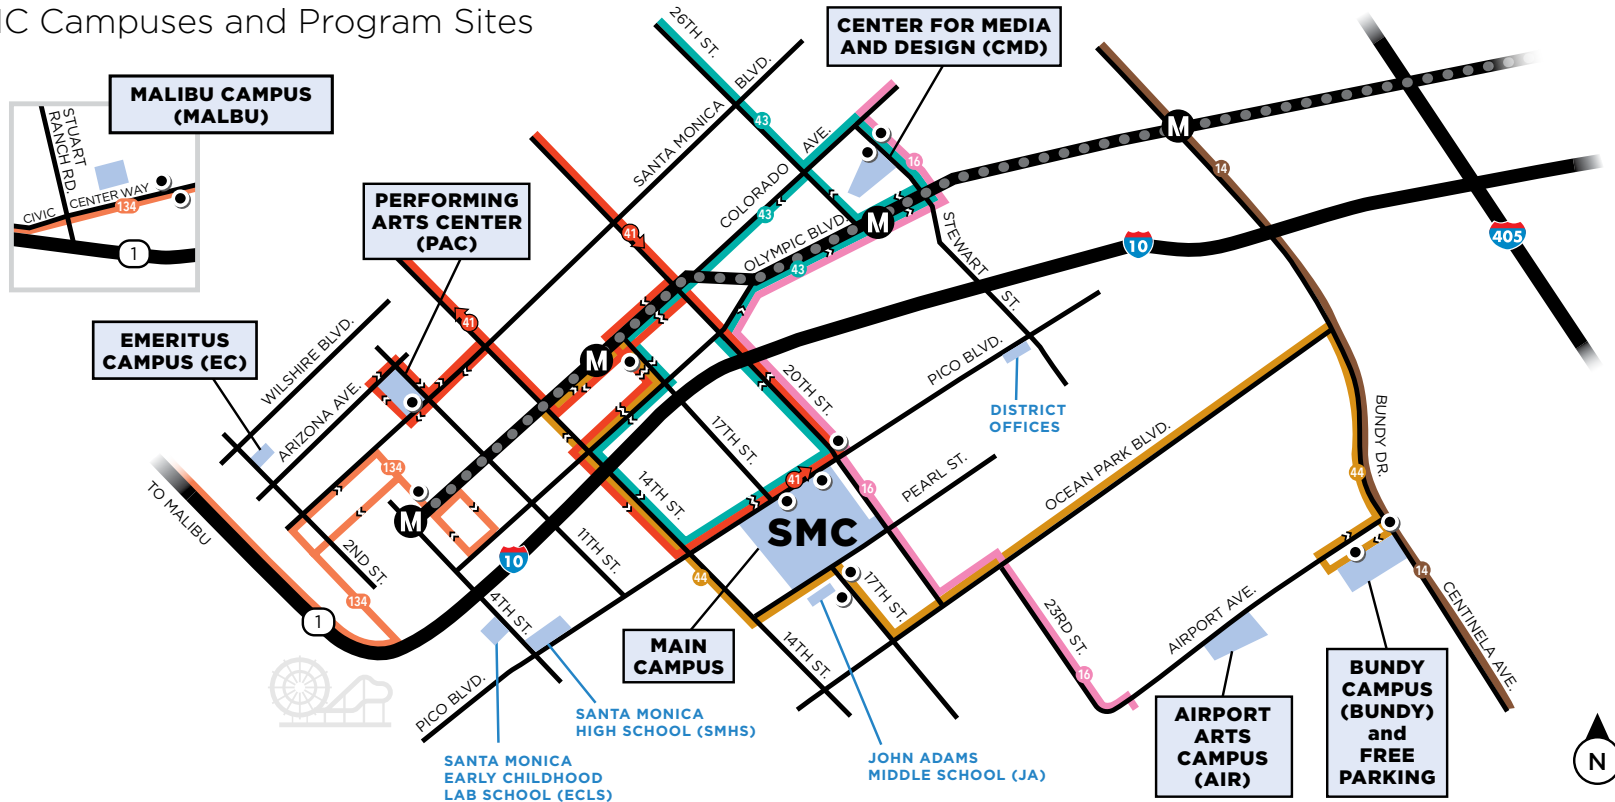 IC Campuses and Program Sites
MALIBU CAMPUS
(MALBU)
STUART
RANCH RD.
CIVIC CENTER WAY
134
1
26TH ST.
SANTA MONICA BLVD.
43
CENTER FOR MEDIA
AND DESIGN (CMD)
COLORADO AVE.
43
16
M
14
PERFORMING
ARTS CENTER
(PAC)
41
OLYMPIC BLVD.
M
43
STEWART ST.
10
405
EMERITUS
CAMPUS (EC)
WILSHIRE BLVD.
ARIZONA AVE.
41
M
20TH ST.
PICO BLVD.
DISTRICT
OFFICES
17TH ST.
BUNDY DR.
TO MALIBU
134
M
2ND ST.
134
1
10
11TH ST.
14TH ST.
41
16
PEARL ST.
OCEAN PARK BLVD.
44
SMC
44
4TH ST.
17TH ST.
14TH ST.
23RD ST.
16
AIRPORT AVE.
14
CENTINELA AVE.
PICO BLVD.
MAIN
CAMPUS
SANTA MONICA
HIGH SCHOOL (SMHS)
SANTA MONICA
EARLY CHILDHOOD
LAB SCHOOL (ECLS)
JOHN ADAMS
MIDDLE SCHOOL (JA)
AIRPORT
ARTS
CAMPUS
(AIR)
BUNDY
CAMPUS
(BUNDY)
and
FREE
PARKING
N